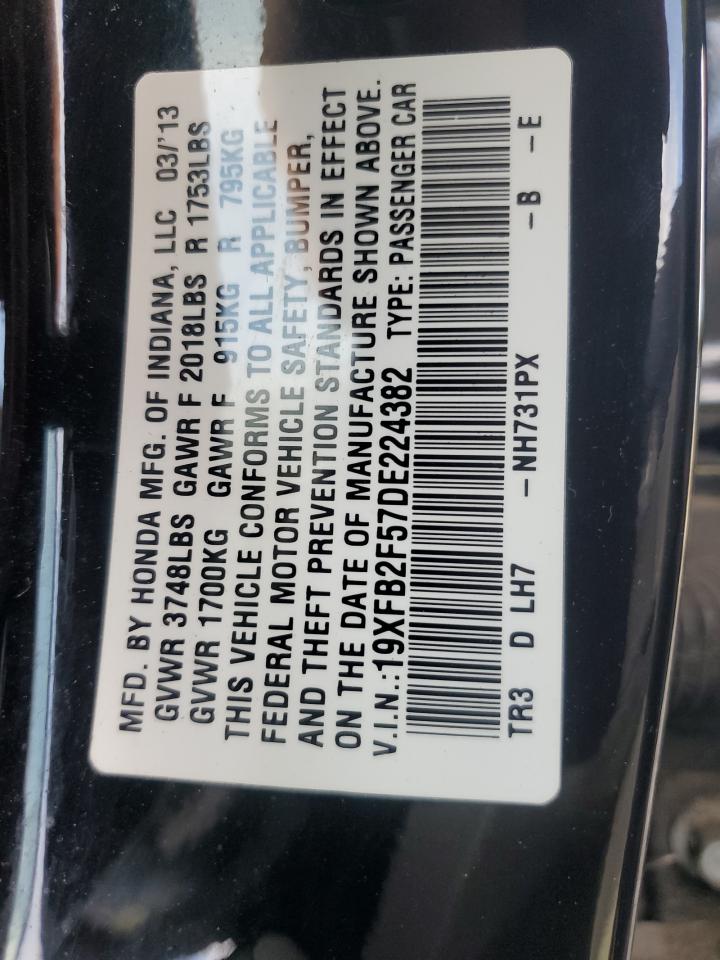 MFD. BY HONDA MFG. OF INDIANA, LLC 03/'13
GVWR 3748LBS GAWR F 2018LBS R 1753LBS
GVWR 1700KG GAWR F 915KG R 795KG
THIS VEHICLE CONFORMS TO ALL APPLICABLE
FEDERAL MOTOR VEHICLE SAFETY, BUMPER,
AND THEFT PREVENTION STANDARDS IN EFFECT
ON THE DATE OF MANUFACTURE SHOWN ABOVE.
V.I.N.:19XFB2F57DE224382 TYPE: PASSENGER CAR
TR3 D LH7 -NH731PX -B -E